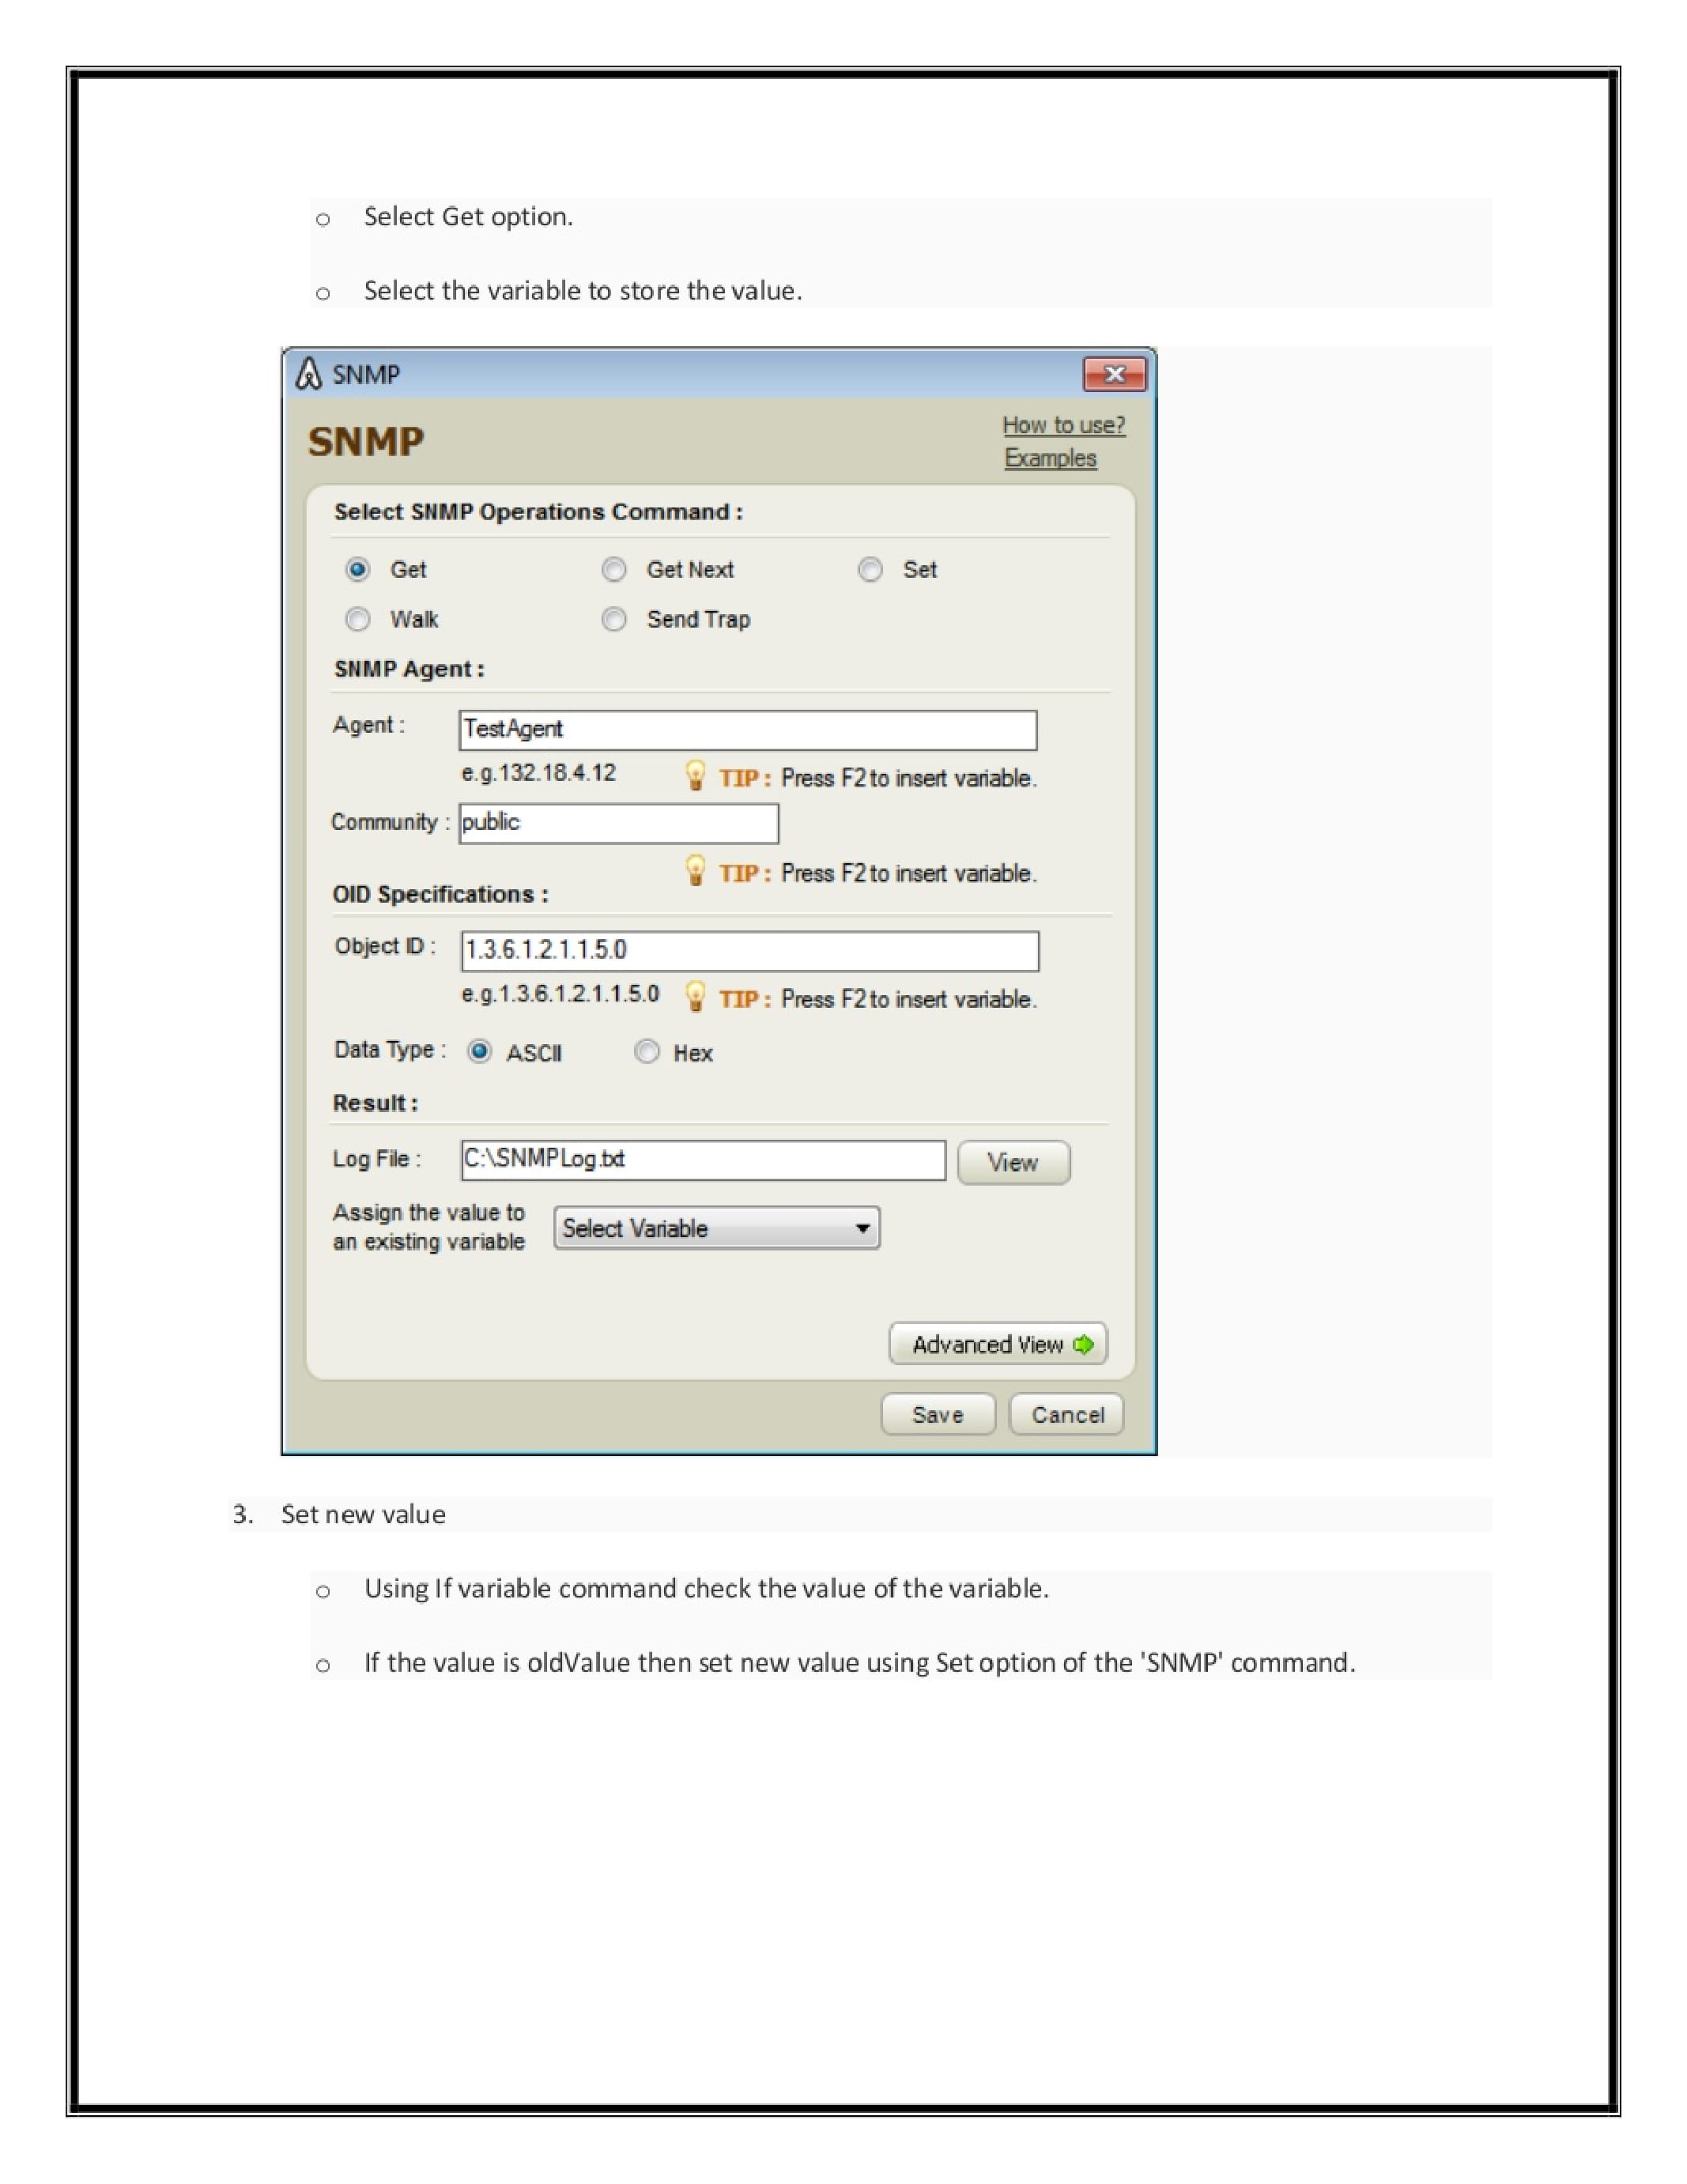 o Select Get option.
o Select the variable to store the value.
SNMP
SNMP
How to use?
Examples
Select SNMP Operations Command :
Get Get Next Set
Walk Send Trap
SNMP Agent :
Agent : TestAgent
e.g.132.18.4.12 TIP : Press F2 to insert variable.
Community : public
TIP : Press F2 to insert variable.
OID Specifications :
Object ID : 1.3.6.1.2.1.1.5.0
e.g.1.3.6.1.2.1.1.5.0 TIP : Press F2 to insert variable.
Data Type : ASCII Hex
Result :
Log File : C:\SNMPLog.txt View
Assign the value to
an existing variable Select Variable
Advanced View
Save Cancel
3. Set new value
o Using If variable command check the value of the variable.
o If the value is oldValue then set new value using Set option of the 'SNMP' command.